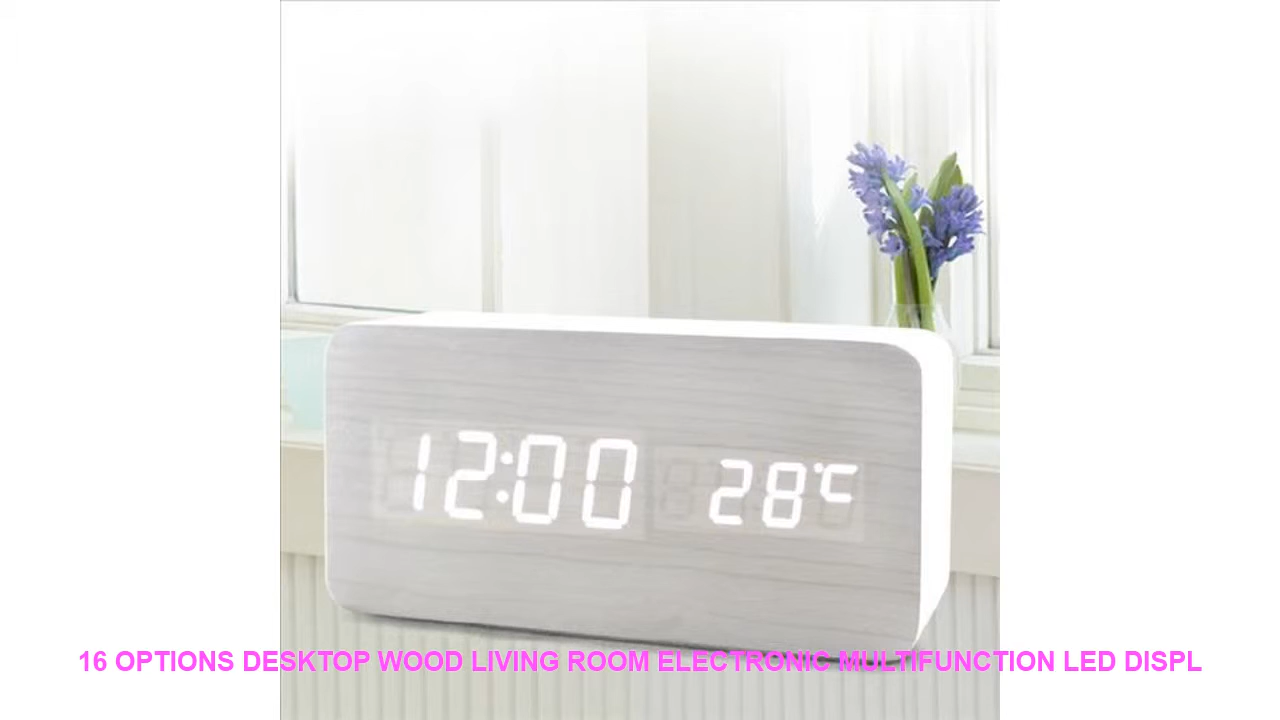 12:00 28℃
16 OPTIONS DESKTOP WOOD LIVING ROOM ELECTRONIC MULTIFUNCTION LED DISPL